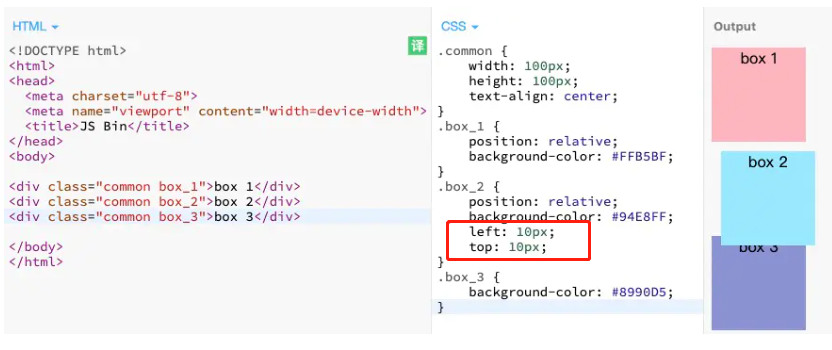 HTML
译
<!DOCTYPE html>
<html>
<head>
<meta charset="utf-8">
<meta name="viewport" content="width=device-width">
<title>JS Bin</title>
</head>
<body>
<div class="common box_1">box 1</div>
<div class="common box_2">box 2</div>
<div class="common box_3">box 3</div>
</body>
</html>
CSS
.common {
width: 100px;
height: 100px;
text-align: center;
}
.box_1 {
position: relative;
background-color: #FFB5BF;
}
.box_2 {
position: relative;
background-color: #94E8FF;
left: 10px;
top: 10px;
}
.box_3 {
background-color: #8990D5;
}
Output
box 1
box 2
box 3